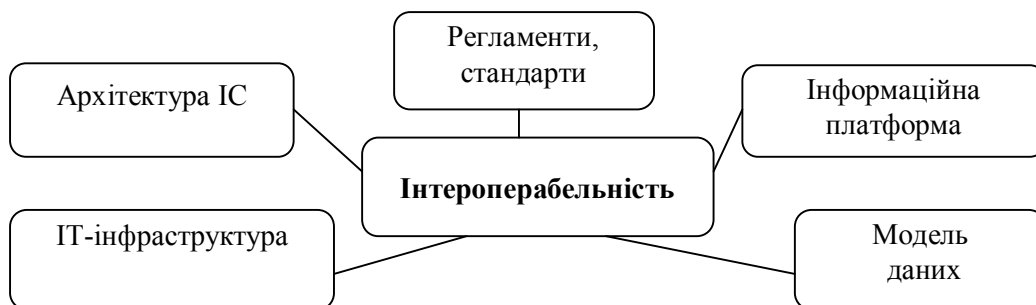 Регламенти,
стандарти
Архітектура ІС
Інформаційна
платформа
Інтероперабельність
ІТ-інфраструктура
Модель
даних